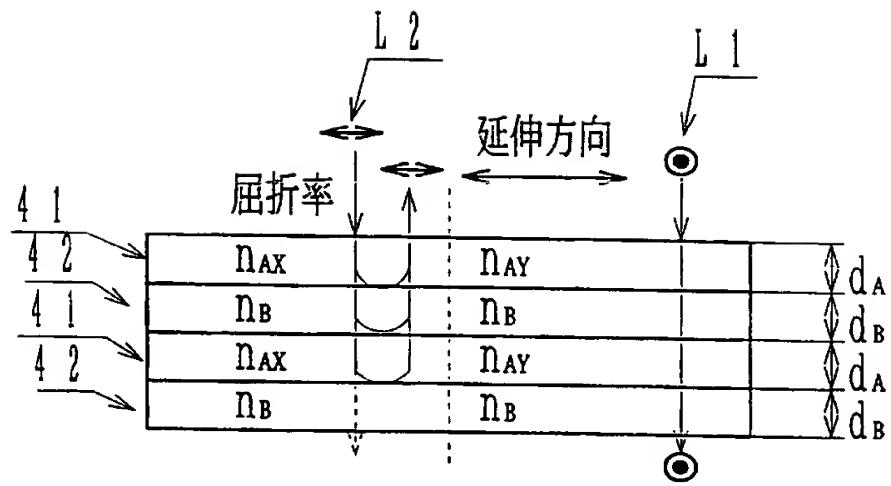 L 2
L 1
延伸方向
屈折率
4 1
4 2
4 1
4 2
nAX nAY dA
nB nB dB
nAX nAY dA
nB nB dB